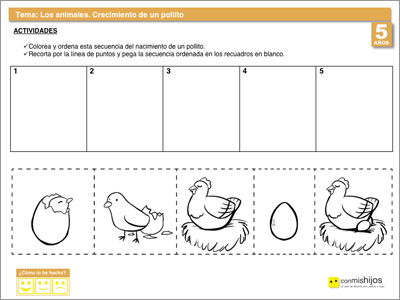 Tema: Los animales. Crecimiento de un pollito
5
AÑOS
ACTIVIDADES
✓Colorea y ordena esta secuencia del nacimiento de un pollito.
✓Recorta por la línea de puntos y pega la secuencia ordenada en los recuadros en blanco.
1 2 3 4 5
¿Cómo lo he hecho?
conmishijos